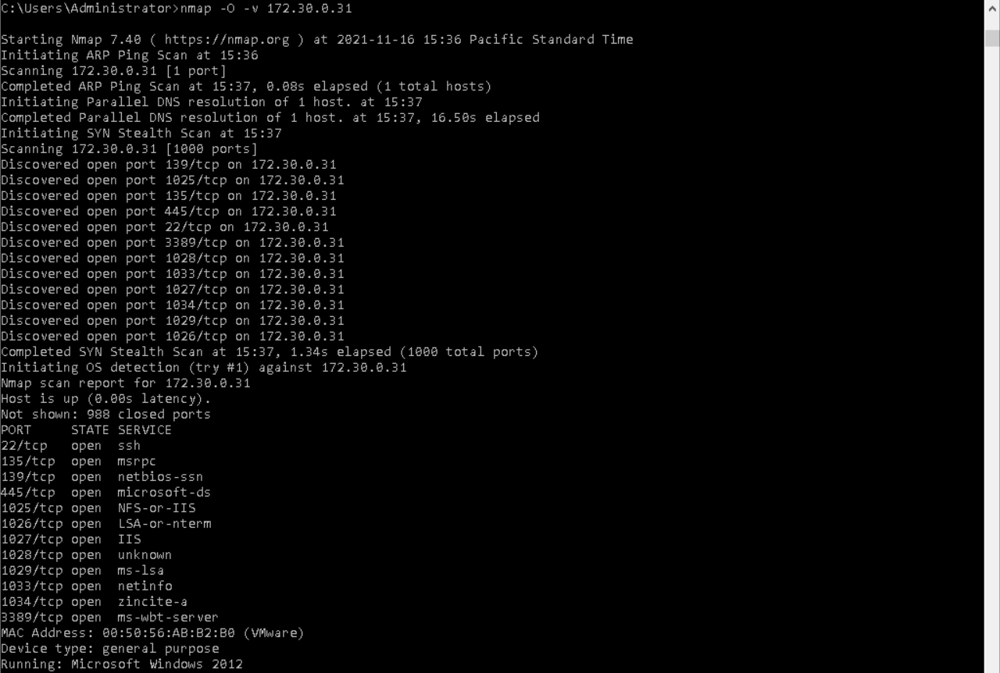 C:\Users\Administrator>nmap -O -v 172.30.0.31
Starting Nmap 7.40 ( https://nmap.org ) at 2021-11-16 15:36 Pacific Standard Time
Initiating ARP Ping Scan at 15:36
Scanning 172.30.0.31 [1 port]
Completed ARP Ping Scan at 15:37, 0.08s elapsed (1 total hosts)
Initiating Parallel DNS resolution of 1 host. at 15:37
Completed Parallel DNS resolution of 1 host. at 15:37, 16.50s elapsed
Initiating SYN Stealth Scan at 15:37
Scanning 172.30.0.31 [1000 ports]
Discovered open port 139/tcp on 172.30.0.31
Discovered open port 1025/tcp on 172.30.0.31
Discovered open port 135/tcp on 172.30.0.31
Discovered open port 445/tcp on 172.30.0.31
Discovered open port 22/tcp on 172.30.0.31
Discovered open port 3389/tcp on 172.30.0.31
Discovered open port 1028/tcp on 172.30.0.31
Discovered open port 1033/tcp on 172.30.0.31
Discovered open port 1027/tcp on 172.30.0.31
Discovered open port 1034/tcp on 172.30.0.31
Discovered open port 1029/tcp on 172.30.0.31
Discovered open port 1026/tcp on 172.30.0.31
Completed SYN Stealth Scan at 15:37, 1.34s elapsed (1000 total ports)
Initiating OS detection (try #1) against 172.30.0.31
Nmap scan report for 172.30.0.31
Host is up (0.00s latency).
Not shown: 988 closed ports
PORT     STATE SERVICE
22/tcp   open  ssh
135/tcp  open  msrpc
139/tcp  open  netbios-ssn
445/tcp  open  microsoft-ds
1025/tcp open  NFS-or-IIS
1026/tcp open  LSA-or-nterm
1027/tcp open  IIS
1028/tcp open  unknown
1029/tcp open  ms-lsa
1033/tcp open  netinfo
1034/tcp open  zincite-a
3389/tcp open  ms-wbt-server
MAC Address: 00:50:56:AB:B2:B0 (VMware)
Device type: general purpose
Running: Microsoft Windows 2012